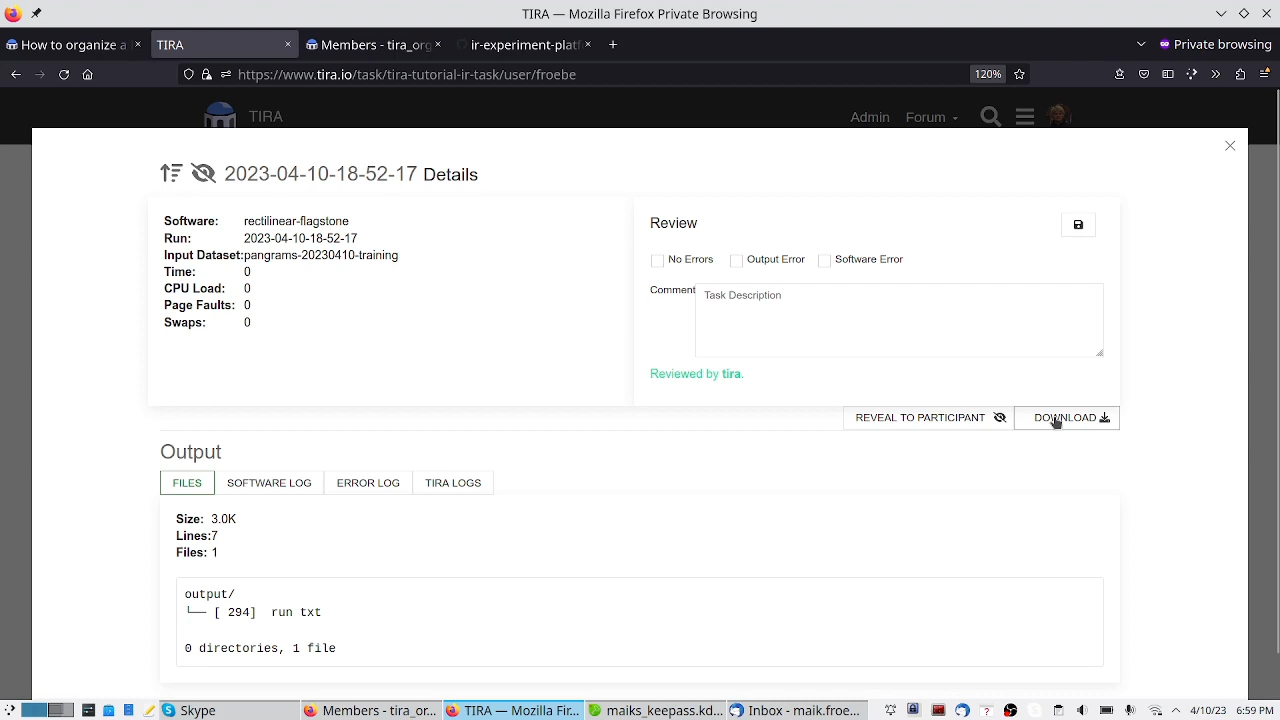 TIRA — Mozilla Firefox Private Browsing
How to organize a
TIRA
Members - tira_org
ir-experiment-platf
Private browsing
https://www.tira.io/task/tira-tutorial-ir-task/user/froebe
120%
TIRA
Admin
Forum
2023-04-10-18-52-17 Details
Software: rectilinear-flagstone
Run: 2023-04-10-18-52-17
Input Dataset:pangrams-20230410-training
Time: 0
CPU Load: 0
Page Faults: 0
Swaps: 0
Review
No Errors
Output Error
Software Error
Comment
Task Description
Reviewed by tira.
REVEAL TO PARTICIPANT
DOWNLOAD
Output
FILES
SOFTWARE LOG
ERROR LOG
TIRA LOGS
Size: 3.0K
Lines:7
Files: 1
output/
└── [ 294] run txt
0 directories, 1 file
Skype
Members - tira_or...
TIRA — Mozilla Fir...
maiks_keepass.kd...
Inbox - maik.froe...
4/10/23
6:59 PM